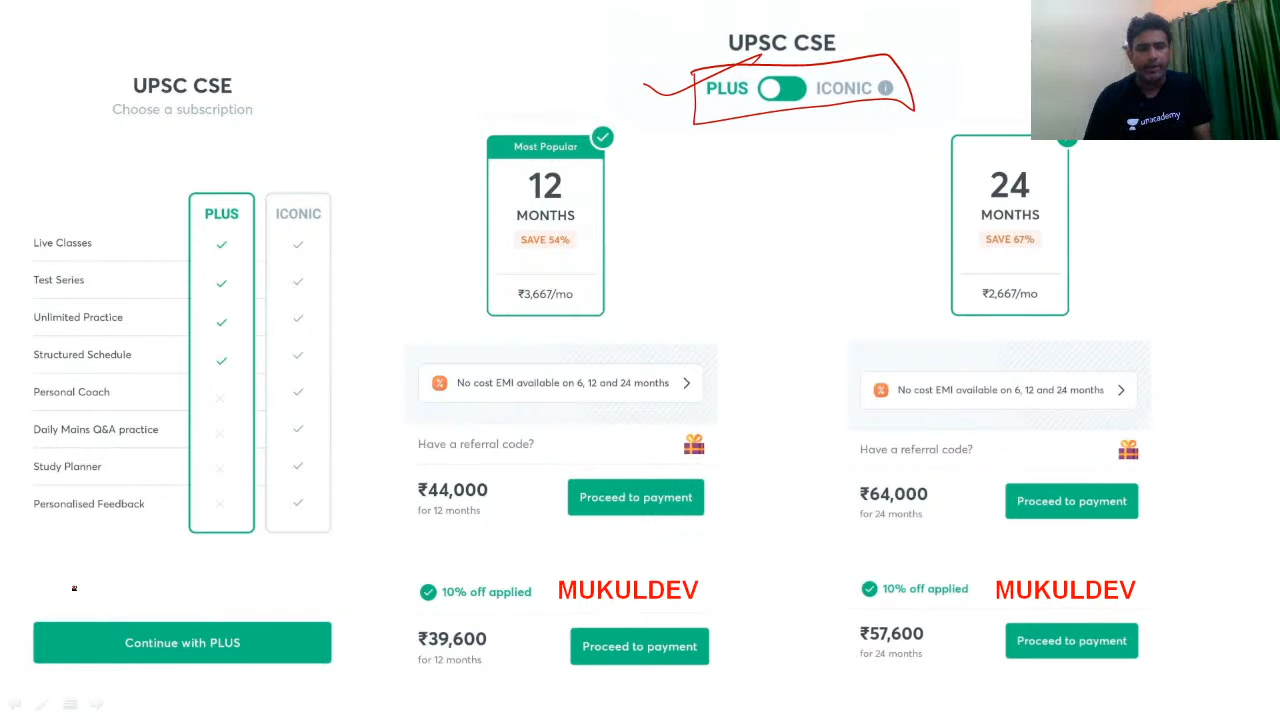 UPSC CSE
Choose a subscription
PLUS ICONIC
Live Classes
Test Series
Unlimited Practice
Structured Schedule
Personal Coach
Daily Mains Q&A practice
Study Planner
Personalised Feedback
Continue with PLUS
UPSC CSE
PLUS ICONIC
Most Popular
12
MONTHS
SAVE 54%
₹3,667/mo
No cost EMI available on 6, 12 and 24 months
Have a referral code?
₹44,000
for 12 months
Proceed to payment
10% off applied MUKULDEV
₹39,600
for 12 months
Proceed to payment
24
MONTHS
SAVE 67%
₹2,667/mo
No cost EMI available on 6, 12 and 24 months
Have a referral code?
₹64,000
for 24 months
Proceed to payment
10% off applied MUKULDEV
₹57,600
for 24 months
Proceed to payment
unacademy